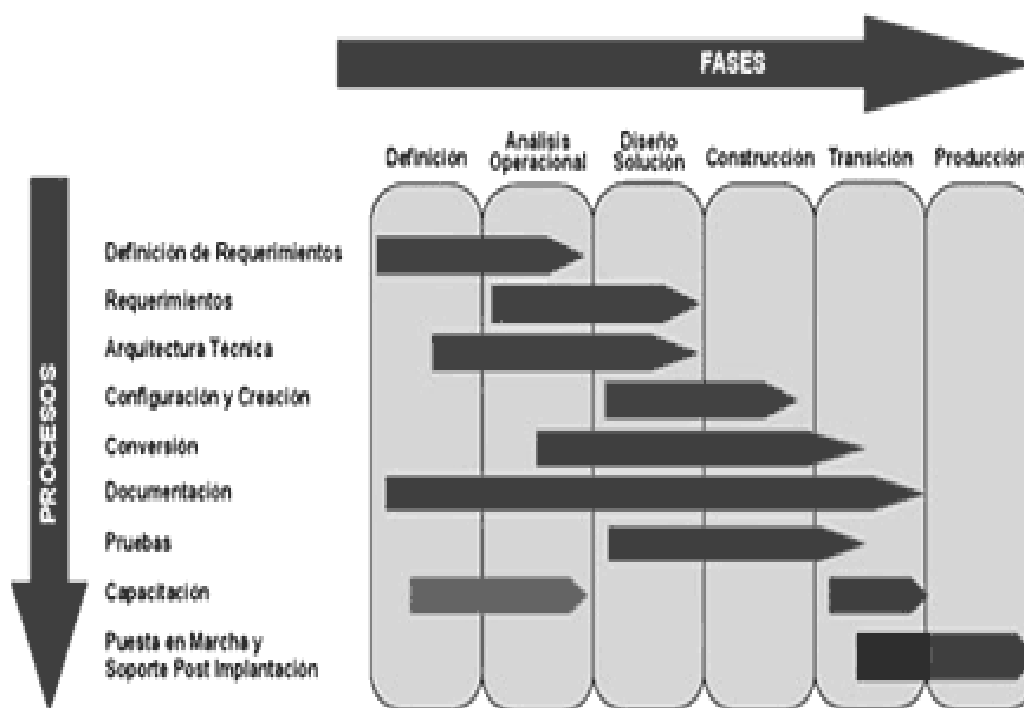 FASES
Definición
Análisis
Operacional
Diseño
Solución
Construcción
Transición
Producción
PROCESOS
Definición de Requerimientos
Requerimientos
Arquitectura Técnica
Configuración y Creación
Conversión
Documentación
Pruebas
Capacitación
Puesta en Marcha y
Soporte Post Implantación